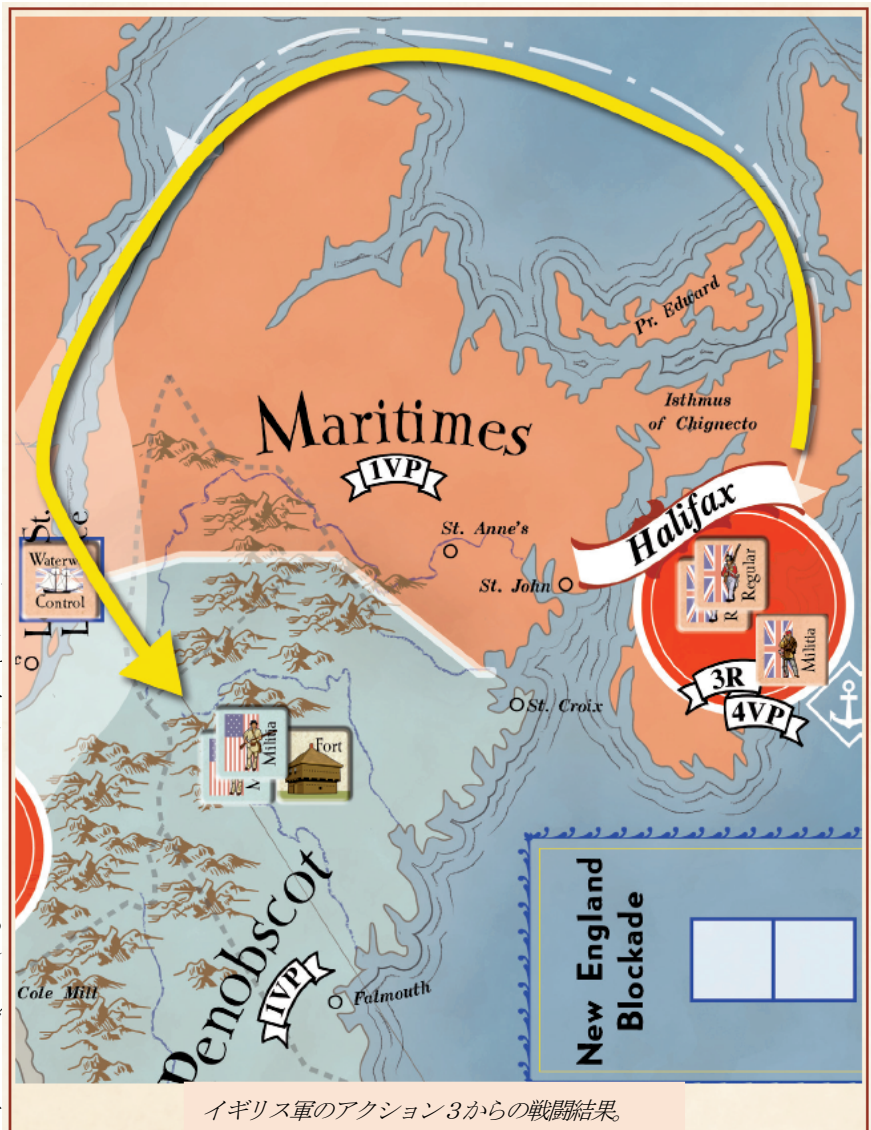 Pr. Edward
Isthmus
of Chignecto
Maritimes
1VP
St. Anne's
St. John
Halifax
Regular
R
Militia
3R
4VP
St.
Waterw
Control
St. Croix
Militia
M
Fort
Penobscot
1VP
Cole Mill
Falmouth
New England
Blockade
イギリス軍のアクション３からの戦闘結果。